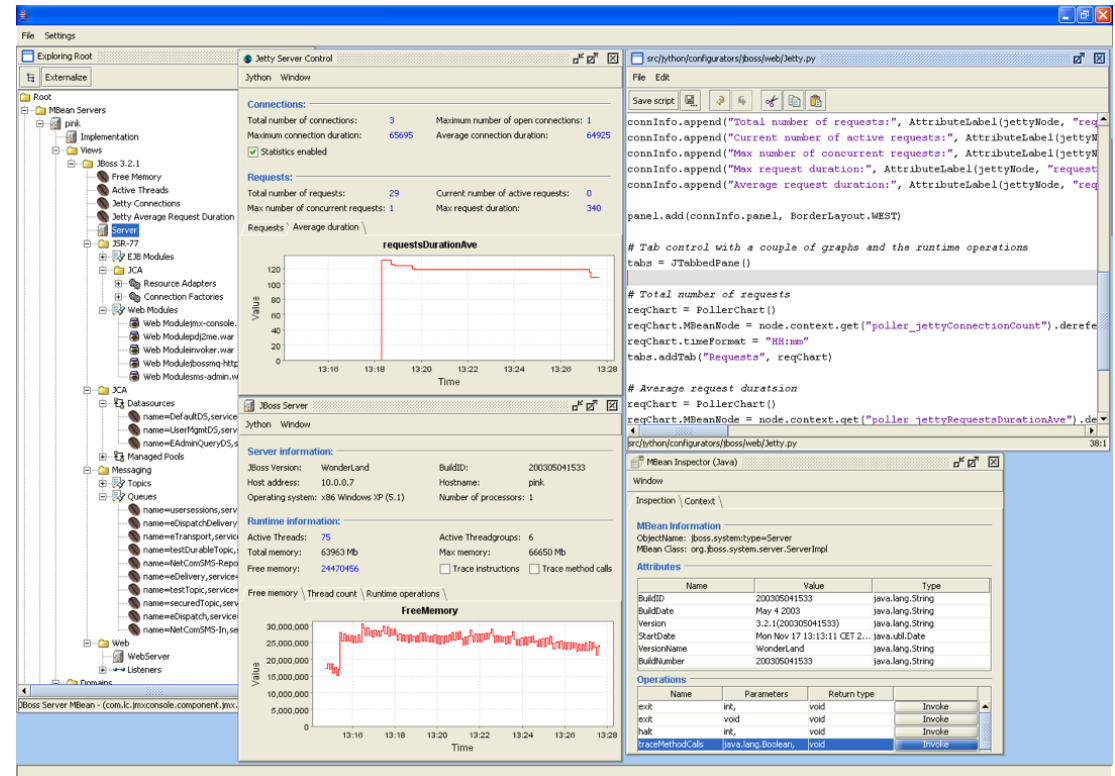 File Settings
Exploring Root
Externalize
Root
MBean Servers
pink
Implementation
Views
JBoss 3.2.1
Free Memory
Active Threads
Jetty Connections
Jetty Average Request Duration
Server
JSR-77
EJB Modules
JCA
Resource Adapters
Connection Factories
Web Modules
Web Modulejmx-console.
Web Modulepdj2me.war
Web Moduleinvoker.war
Web Modulejbossmq-http
Web Modulesms-admin.w
JCA
Datasources
name=DefaultDS,service
name=UserMgmtDS,serv
name=EAdminQueryDS,s
Managed Pools
Messaging
Topics
Queues
name=usersessions,serv
name=eDispatchDelivery
name=eTransport,servic
name=testDurableTopic,s
name=NetComSMS-Repo
name=eDelivery,service=
name=testTopic,service=
name=securedTopic,serv
name=eDispatch,service=
name=NetComSMS-In,se
Web
WebServer
Listeners
Domains
JBoss Server MBean - (com.lc.jmxconsole.component.jmx.
Jetty Server Control
Jython Window
Connections:
Total number of connections: 3 Maximum number of open connections: 1
Maximum connection duration: 65695 Average connection duration: 64925
Statistics enabled
Requests:
Total number of requests: 29 Current number of active requests: 0
Max number of concurrent requests: 1 Max request duration: 340
Requests Average duration
requestsDurationAve
Value
120
100
80
60
40
20
0
13:16 13:18 13:20 13:22 13:24 13:26 13:28
Time
JBoss Server
Jython Window
Server information:
JBoss Version: WonderLand BuildID: 200305041533
Host address: 10.0.0.7 Hostname: pink
Operating system: x86 Windows XP (5.1) Number of processors: 1
Runtime information:
Active Threads: 75 Active Threadgroups: 6
Total memory: 63963 Mb Max memory: 66650 Mb
Free memory: 24470456 Trace instructions Trace method calls
Free memory Thread count Runtime operations
FreeMemory
Value
30,000,000
25,000,000
20,000,000
15,000,000
10,000,000
5,000,000
0
13:16 13:18 13:20 13:22 13:24 13:26 13:28
Time
src/jython/configurators/jboss/web/Jetty.py
File Edit
Save script
connInfo.append("Total number of requests:", AttributeLabel(jettyNode, "req
connInfo.append("Current number of active requests:", AttributeLabel(jettyN
connInfo.append("Max number of concurrent requests:", AttributeLabel(jettyN
connInfo.append("Max request duration:", AttributeLabel(jettyNode, "request
connInfo.append("Average request duration:", AttributeLabel(jettyNode, "req
panel.add(connInfo.panel, BorderLayout.WEST)
# Tab control with a couple of graphs and the runtime operations
tabs = JTabbedPane()
# Total number of requests
reqChart = PollerChart()
reqChart.MBeanNode = node.context.get("poller_jettyConnectionCount").derefe
reqChart.timeFormat = "HH:mm"
tabs.addTab("Requests", reqChart)
# Average request duratsion
reqChart = PollerChart()
reqChart.MBeanNode = node.context.get("poller_jettyRequestsDurationAve").de
src/jython/configurators/jboss/web/Jetty.py 38:1
MBean Inspector (Java)
Window
Inspection Context
MBean Information
ObjectName: jboss.system:type=Server
MBean Class: org.jboss.system.server.ServerImpl
Attributes
Name Value Type
BuildID 200305041533 java.lang.String
BuildDate May 4 2003 java.lang.String
Version 3.2.1(200305041533) java.lang.String
StartDate Mon Nov 17 13:13:11 CET 2... java.util.Date
VersionName WonderLand java.lang.String
BuildNumber 200305041533 java.lang.String
Operations
Name Parameters Return type
exit int, void Invoke
exit void void Invoke
halt int, void Invoke
traceMethodCalls java.lang.Boolean, void Invoke